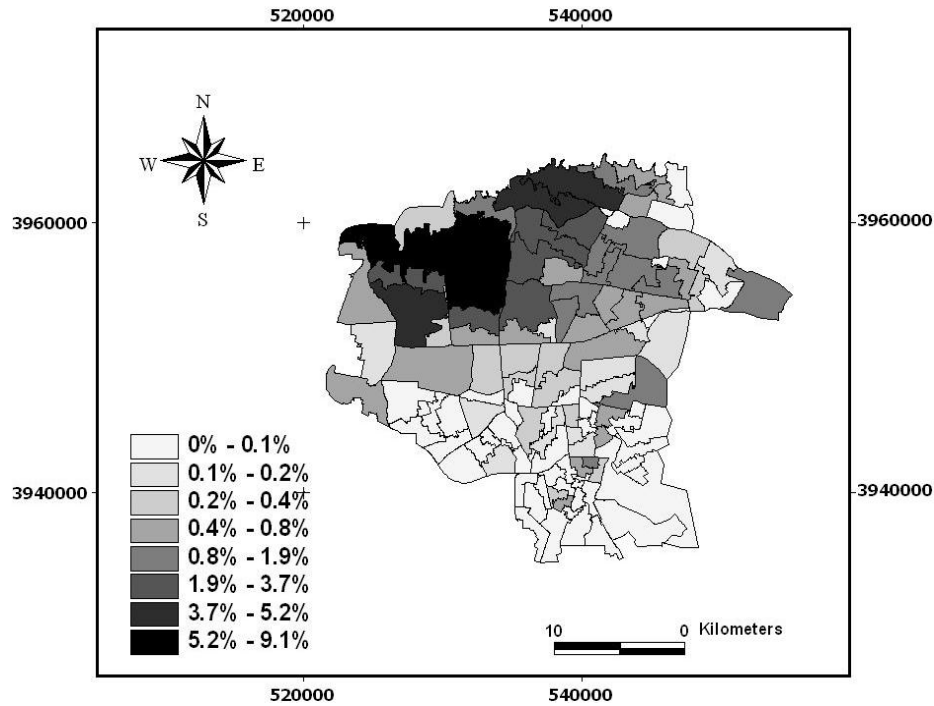 520000 540000
N
W E
S
3960000 3960000
0% - 0.1%
0.1% - 0.2%
0.2% - 0.4%
0.4% - 0.8%
0.8% - 1.9%
1.9% - 3.7%
3.7% - 5.2%
5.2% - 9.1%
3940000 3940000
10 0 Kilometers
520000 540000